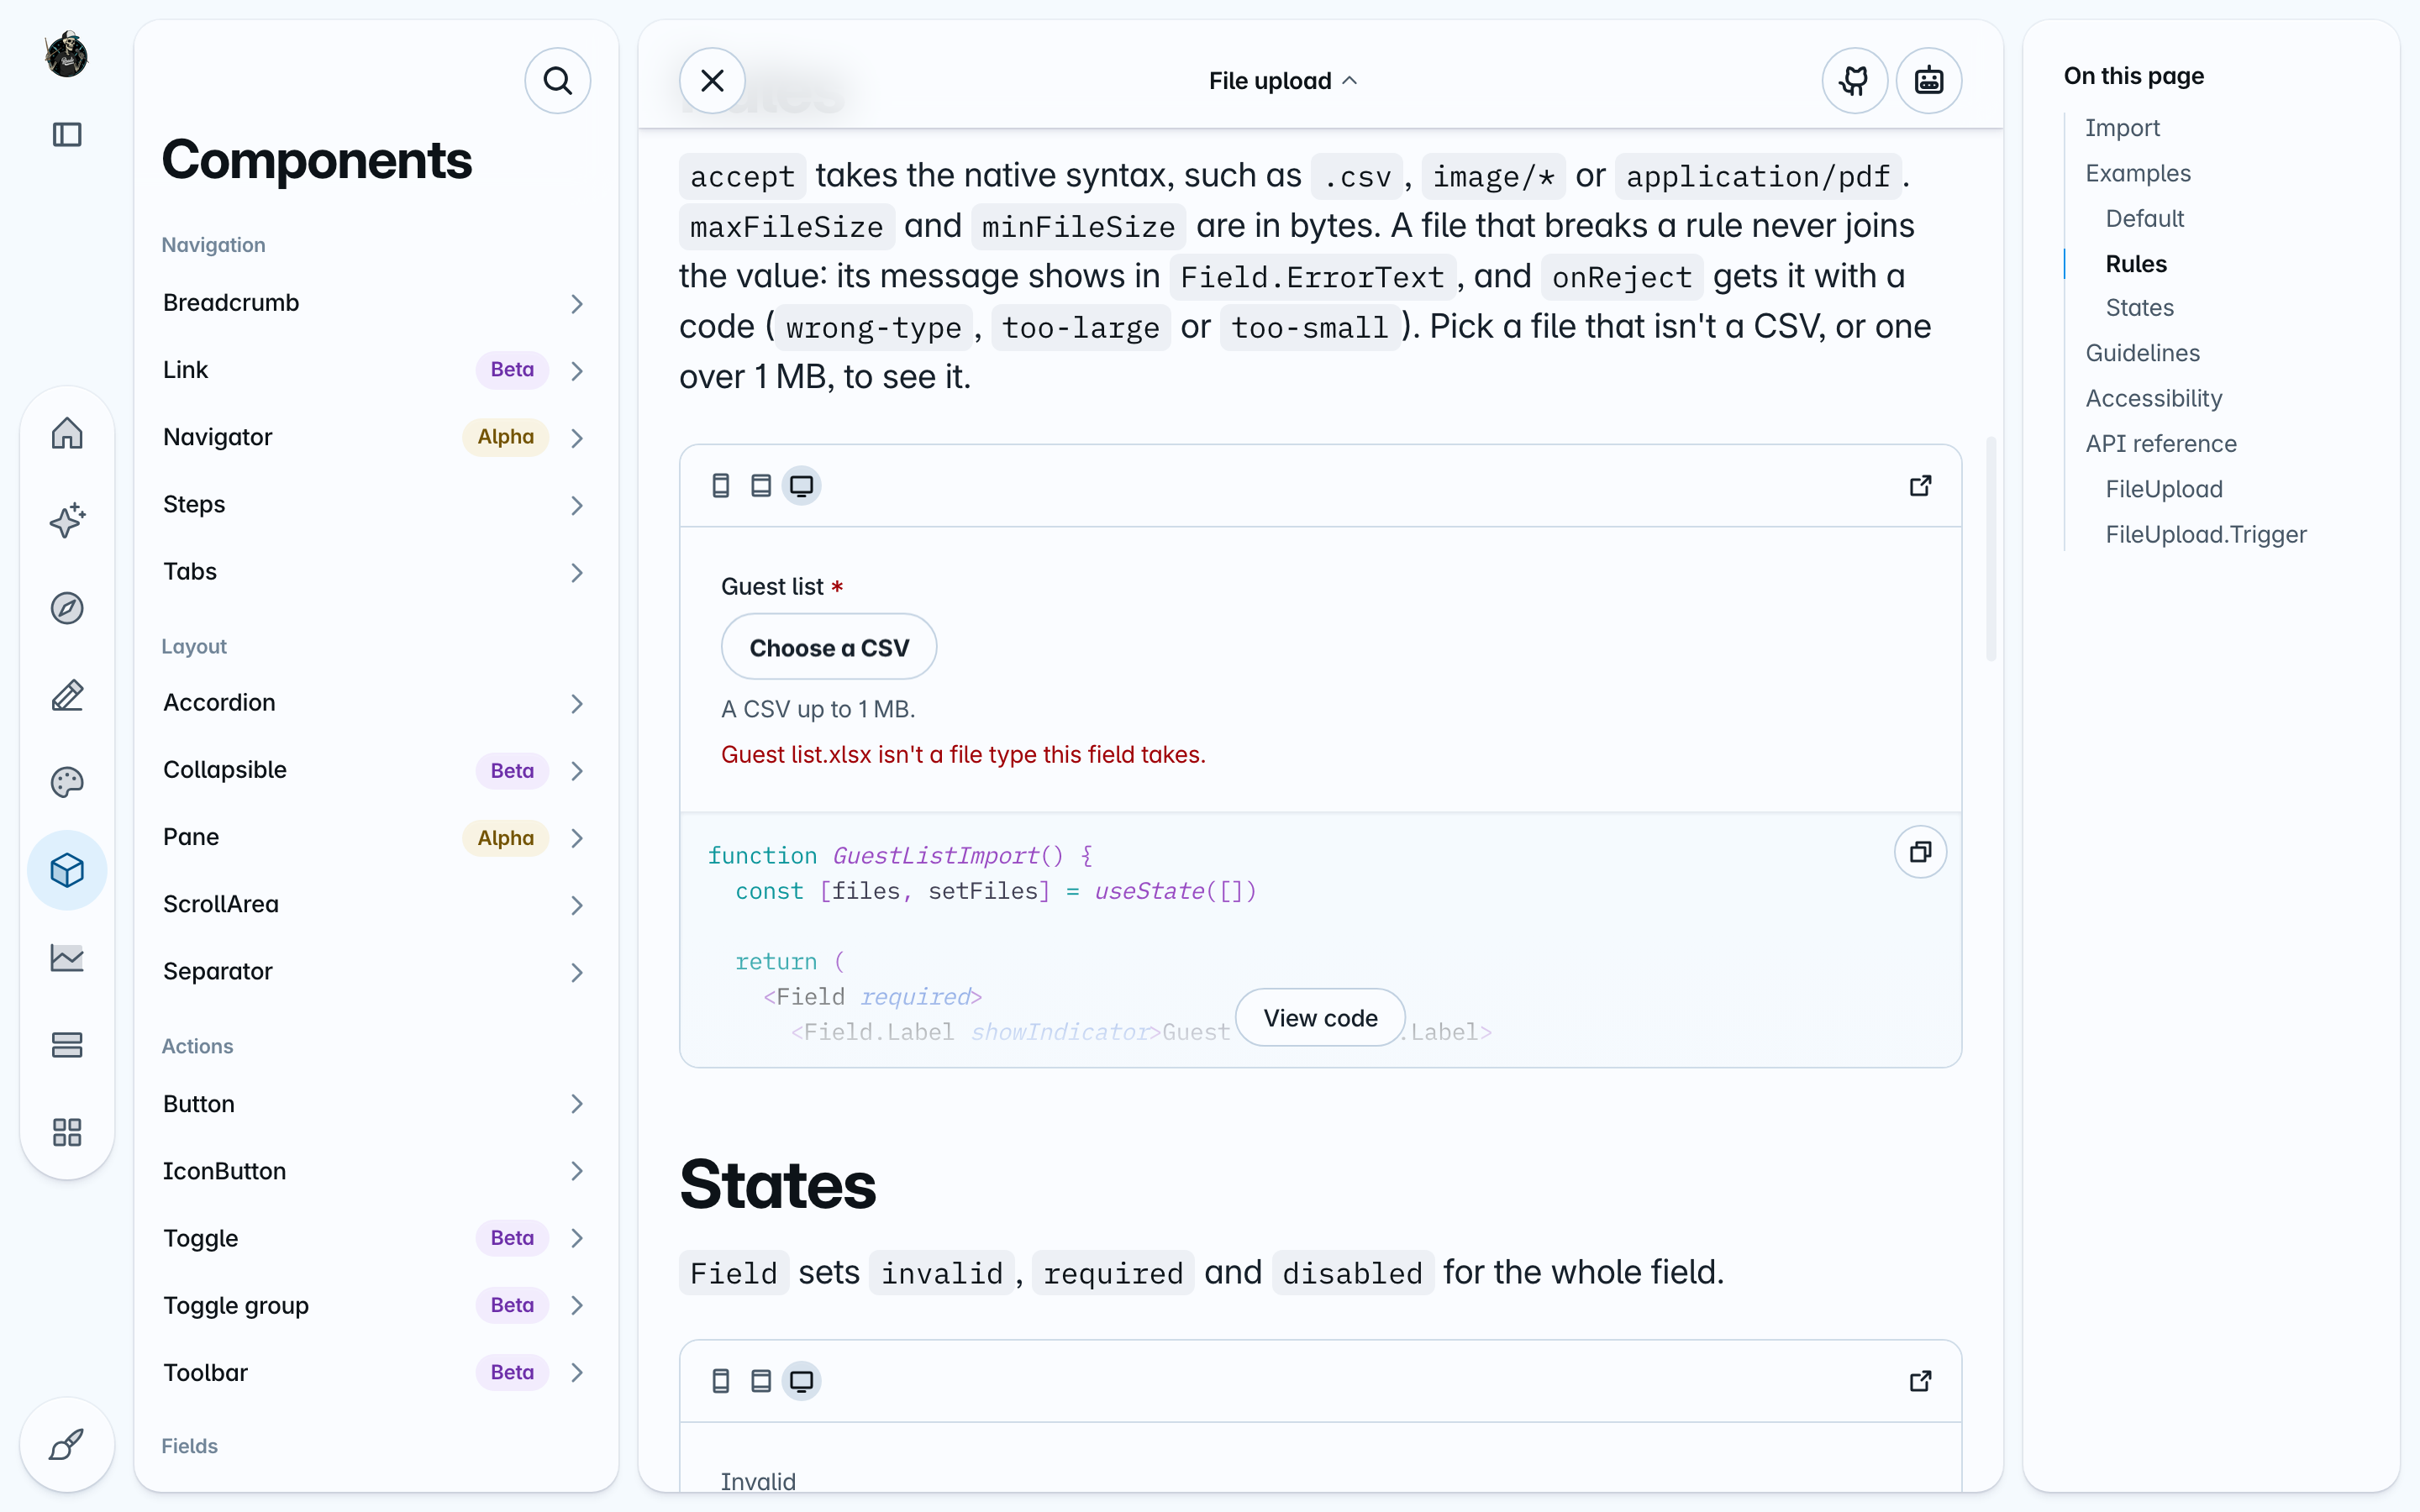 Components
Navigation
Breadcrumb
Link Beta
Navigator Alpha
Steps
Tabs
Layout
Accordion
Collapsible Beta
Pane Alpha
ScrollArea
Separator
Actions
Button
IconButton
Toggle Beta
Toggle group Beta
Toolbar Beta
Fields
File upload
accept takes the native syntax, such as .csv, image/* or application/pdf.
maxFileSize and minFileSize are in bytes. A file that breaks a rule never joins
the value: its message shows in Field.ErrorText, and onReject gets it with a
code (wrong-type, too-large or too-small). Pick a file that isn't a CSV, or one
over 1 MB, to see it.
Guest list *
Choose a CSV
A CSV up to 1 MB.
Guest list.xlsx isn't a file type this field takes.
function GuestListImport() {
const [files, setFiles] = useState([])
return (
<Field required>
<Field.Label showIndicator>Guest .Label>
View code
States
Field sets invalid, required and disabled for the whole field.
Invalid
On this page
Import
Examples
Default
Rules
States
Guidelines
Accessibility
API reference
FileUpload
FileUpload.Trigger